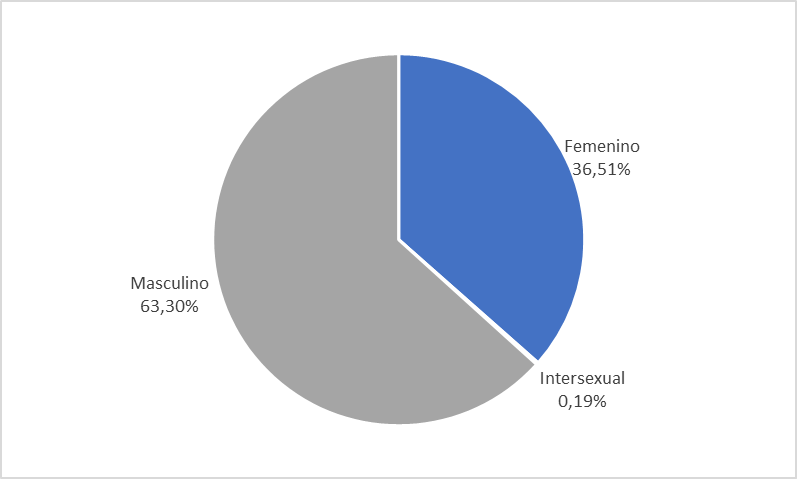 Femenino
36,51%
Intersexual
0,19%
Masculino
63,30%